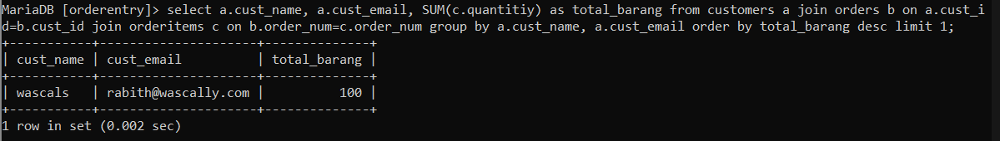 MariaDB [orderentry]> select a.cust_name, a.cust_email, SUM(c.quantitiy) as total_barang from customers a join orders b on a.cust_i
d=b.cust_id join orderitems c on b.order_num=c.order_num group by a.cust_name, a.cust_email order by total_barang desc limit 1;
+-----------+---------------------+--------------+
| cust_name | cust_email          | total_barang |
+-----------+---------------------+--------------+
| wascals   | rabith@wascally.com |          100 |
+-----------+---------------------+--------------+
1 row in set (0.002 sec)